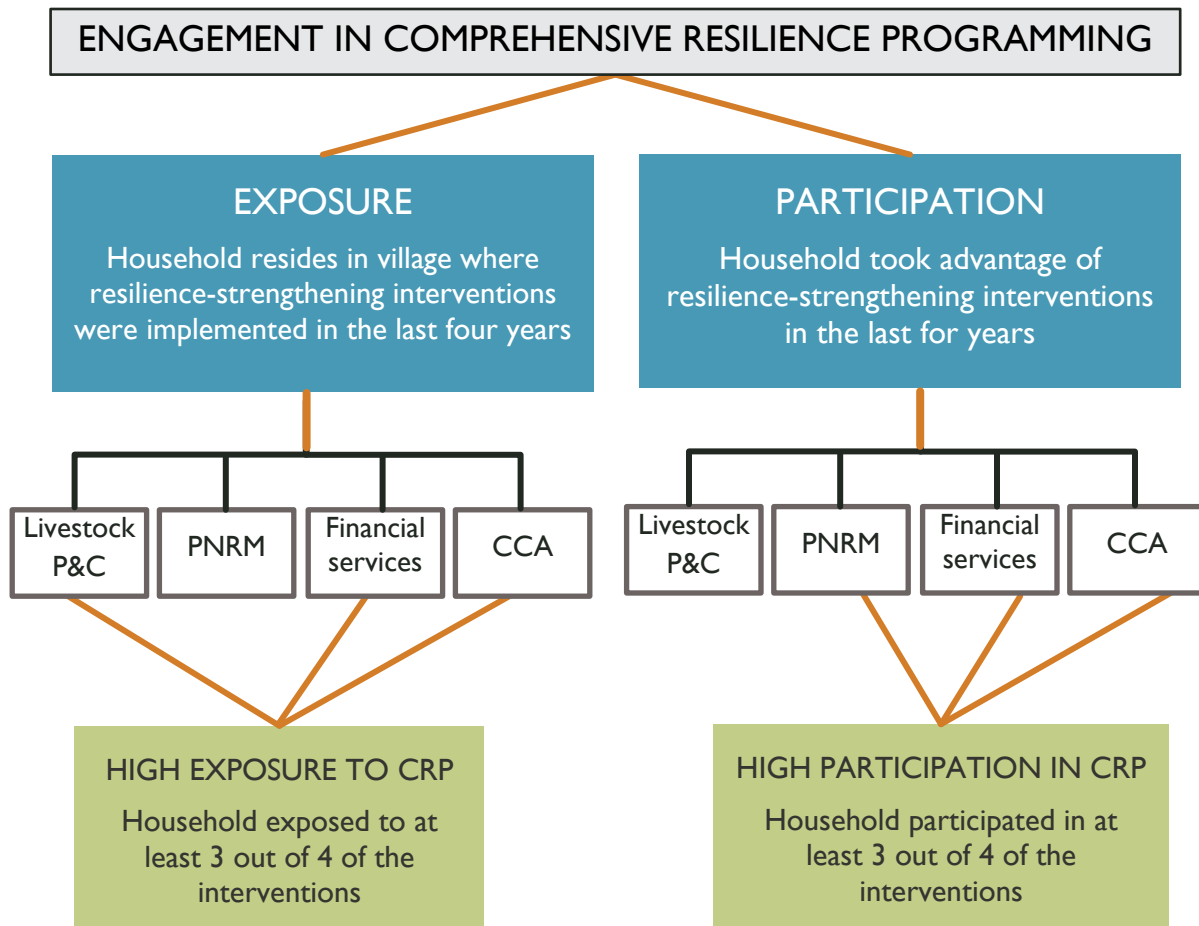 ENGAGEMENT IN COMPREHENSIVE RESILIENCE PROGRAMMING
EXPOSURE
Household resides in village where
resilience-strengthening interventions
were implemented in the last four years
PARTICIPATION
Household took advantage of
resilience-strengthening interventions
in the last for years
Livestock
P&C
PNRM
Financial
services
CCA
Livestock
P&C
PNRM
Financial
services
CCA
HIGH EXPOSURE TO CRP
Household exposed to at
least 3 out of 4 of the
interventions
HIGH PARTICIPATION IN CRP
Household participated in at
least 3 out of 4 of the
interventions